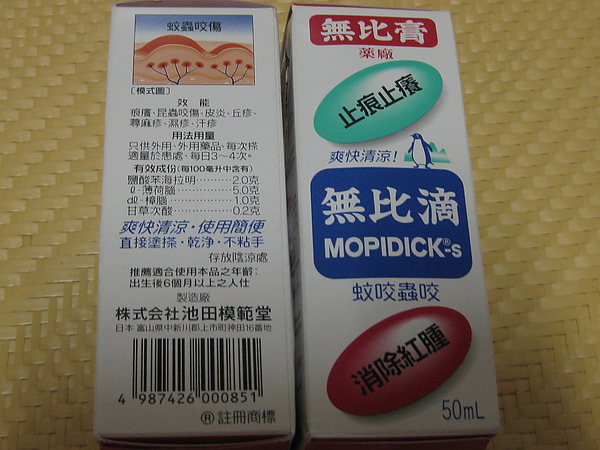 蚊蟲咬傷
〔模式圖〕
效能
痕癢、昆蟲咬傷、皮炎、丘疹、
蕁麻疹、濕疹、汗疹
用法用量
只供外用、外用藥品、每次搽
適量於患處、每日3～4次。
有效成份(每100毫升中含有)
鹽酸苯海拉明………2.0克
ℓ-薄荷腦………5.0克
dℓ-樟腦………1.0克
甘草次酸………0.2克
爽快清涼・使用簡便
直接塗搽・乾淨・不粘手
存放陰涼處
推薦適合使用本品之年齡：
出生後6個月以上之人仕
製造廠
株式会社池田模範堂
日本 富山県中新川郡上市町神田16番地
4 987426 000851
®註冊商標
無比膏
藥廠
止痕止癢
爽快清涼！
無比滴
MOPIDICK®-s
蚊咬蟲咬
消除紅腫
50mL